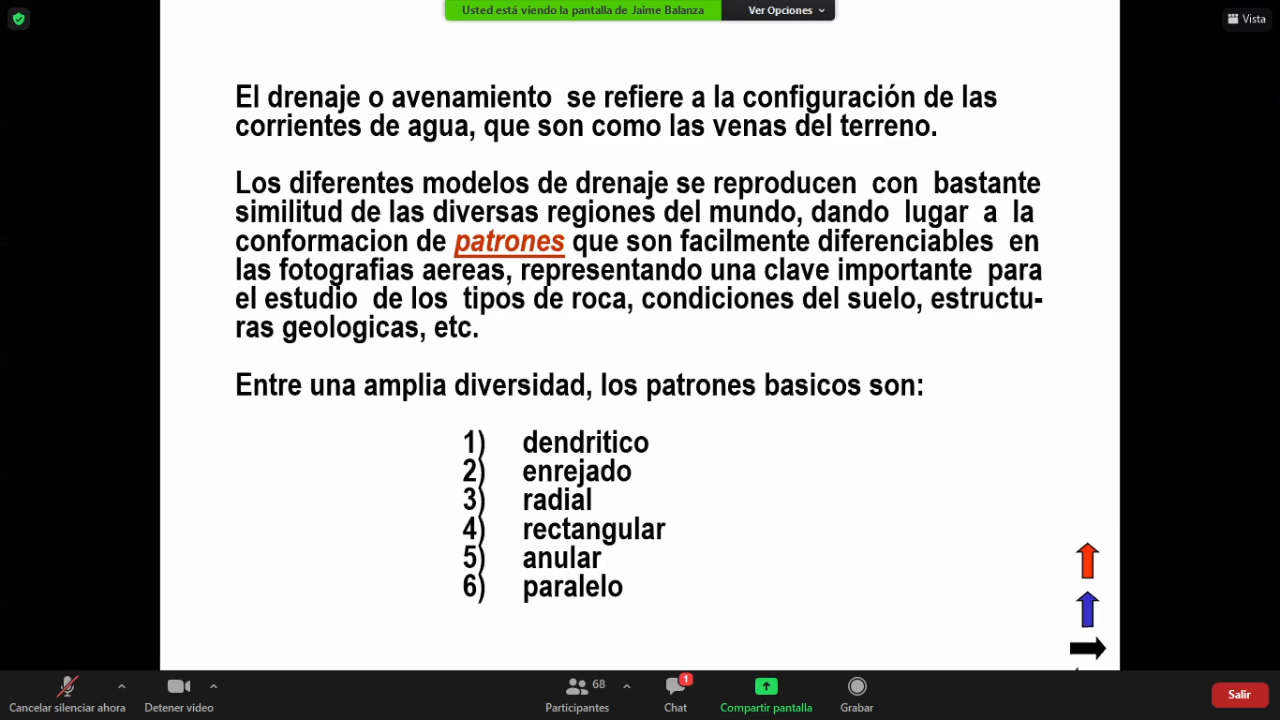 Usted está viendo la pantalla de Jaime Balanza
Ver Opciones
Vista
El drenaje o avenamiento se refiere a la configuración de las
corrientes de agua, que son como las venas del terreno.
Los diferentes modelos de drenaje se reproducen con bastante
similitud de las diversas regiones del mundo, dando lugar a la
conformacion de patrones que son facilmente diferenciables en
las fotografias aereas, representando una clave importante para
el estudio de los tipos de roca, condiciones del suelo, estructu-
ras geologicas, etc.
Entre una amplia diversidad, los patrones basicos son:
1) dendritico
2) enrejado
3) radial
4) rectangular
5) anular
6) paralelo
68
1
Cancelar silenciar ahora
Detener video
Participantes
Chat
Compartir pantalla
Grabar
Salir